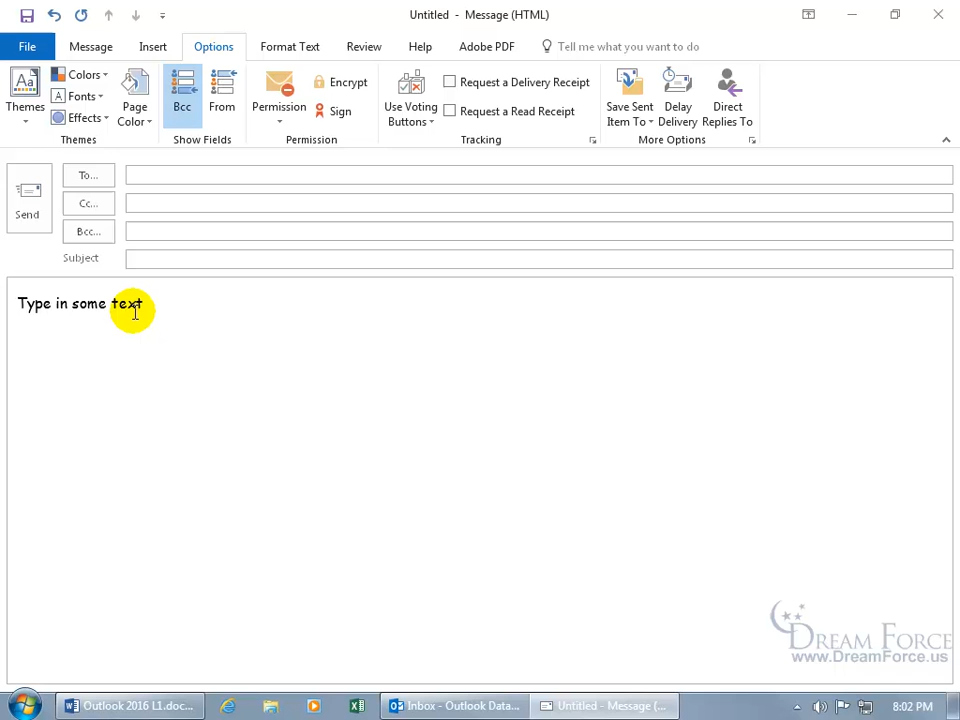 Untitled - Message (HTML)
File Message Insert Options Format Text Review Help Adobe PDF Tell me what you want to do
Themes
Colors
Fonts
Effects
Page Color
Themes
Bcc
From
Show Fields
Permission
Encrypt
Sign
Permission
Use Voting Buttons
Request a Delivery Receipt
Request a Read Receipt
Tracking
Save Sent Item To
Delay Delivery
Direct Replies To
More Options
Send
To...
Cc...
Bcc...
Subject
Type in some text
DREAM FORCE
www.DreamForce.us
Outlook 2016 L1.doc...
Inbox - Outlook Data...
Untitled - Message (...
8:02 PM